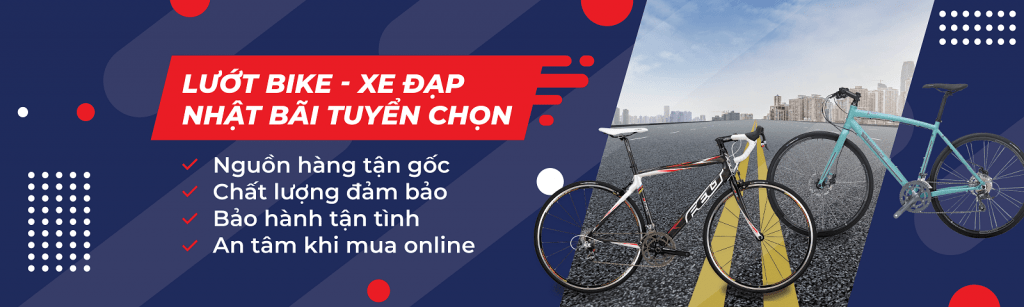 LƯỚT BIKE - XE ĐẠP
NHẬT BÃI TUYỂN CHỌN
Nguồn hàng tận gốc
Chất lượng đảm bảo
Bảo hành tận tình
An tâm khi mua online
FELT